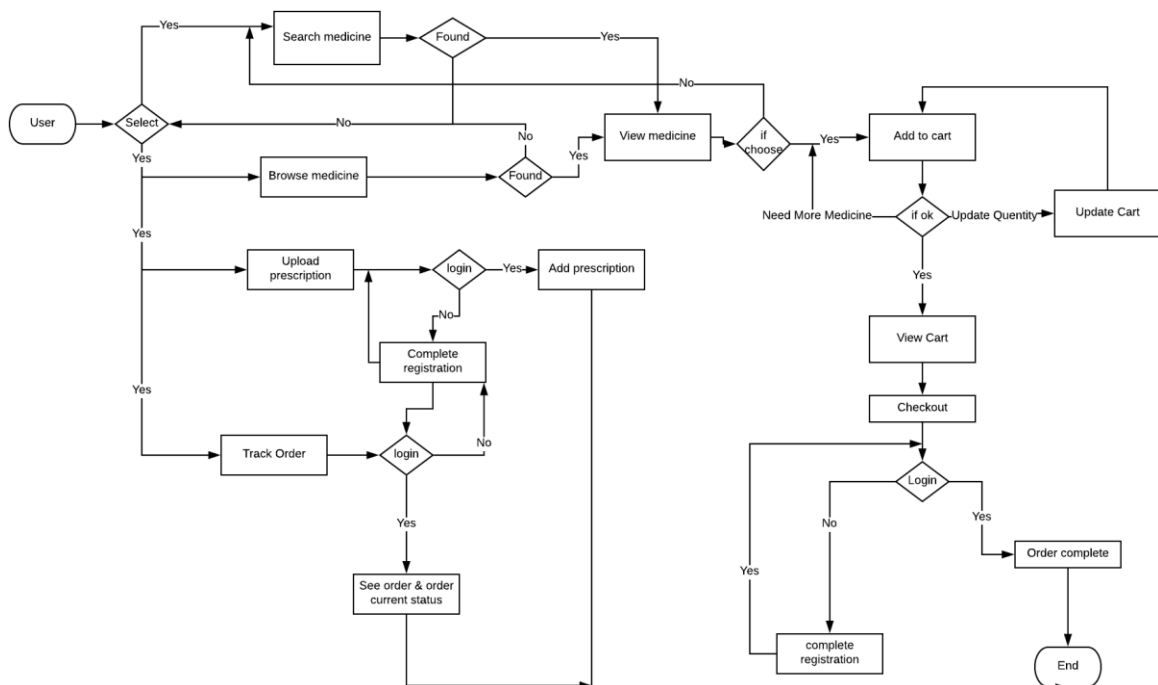 Yes
Search medicine
Found
Yes
No
User
Select
No
No
View medicine
if
choose
Yes
Add to cart
Yes
Browse medicine
Found
Yes
Need More Medicine
if ok
Update Quentity
Update Cart
Yes
Upload
prescription
login
Yes
Add prescription
Yes
No
Complete
registration
View Cart
Yes
Checkout
Track Order
login
No
Login
Yes
No
Yes
Order complete
Yes
See order & order
current status
complete
registration
End